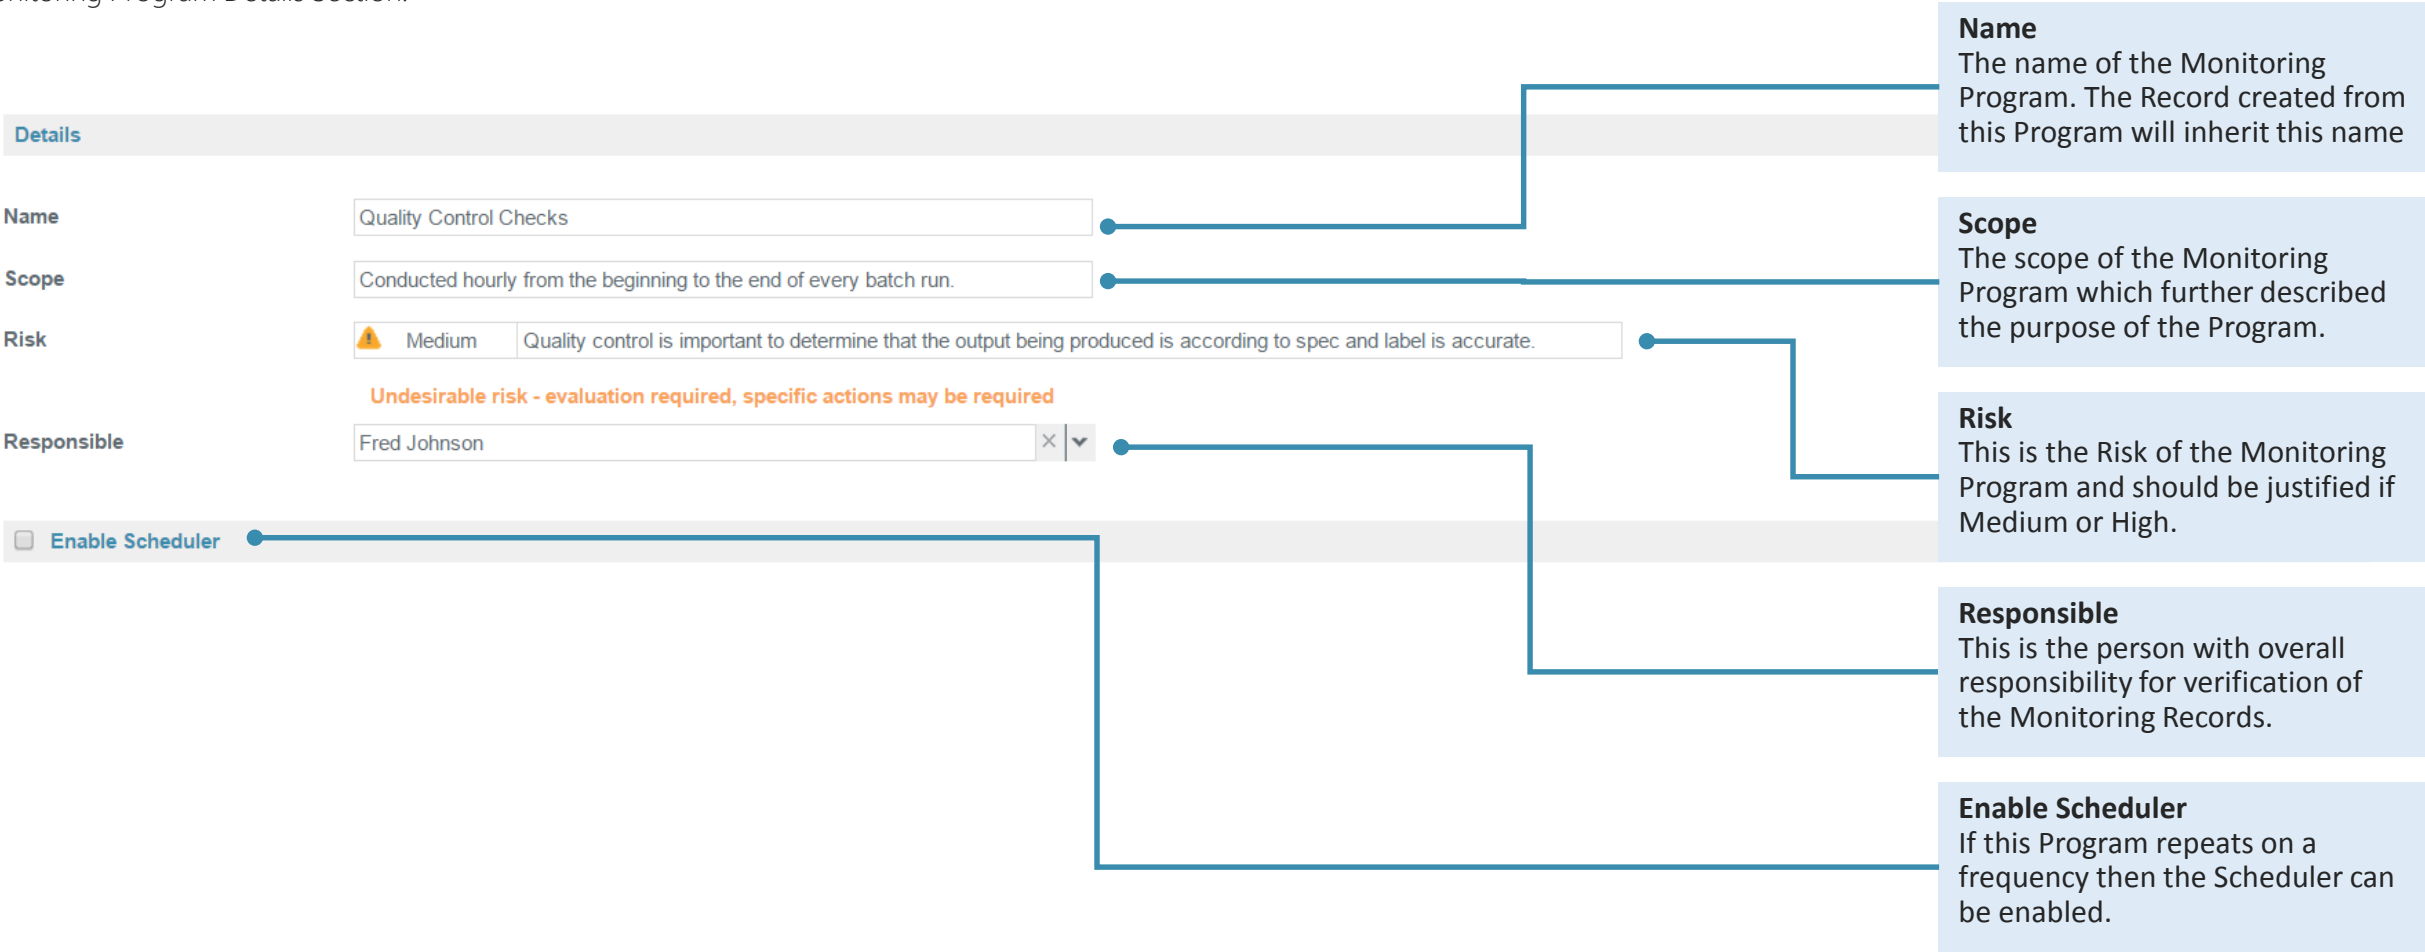 Monitoring Program Details Section.
Details
Name
Quality Control Checks
Scope
Conducted hourly from the beginning to the end of every batch run.
Risk
Medium
Quality control is important to determine that the output being produced is according to spec and label is accurate.
Undesirable risk - evaluation required, specific actions may be required
Responsible
Fred Johnson
Enable Scheduler
Name
The name of the Monitoring
Program. The Record created from
this Program will inherit this name
Scope
The scope of the Monitoring
Program which further described
the purpose of the Program.
Risk
This is the Risk of the Monitoring
Program and should be justified if
Medium or High.
Responsible
This is the person with overall
responsibility for verification of
the Monitoring Records.
Enable Scheduler
If this Program repeats on a
frequency then the Scheduler can
be enabled.